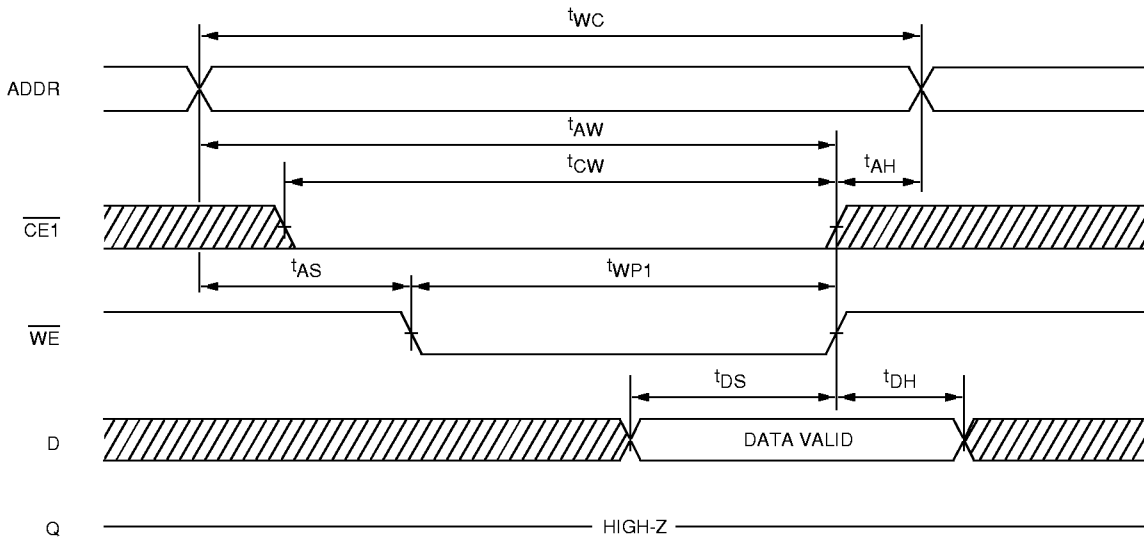 tWC
ADDR
tAW
tCW
tAH
CE1
tAS
tWP1
WE
tDS
tDH
D
DATA VALID
Q
HIGH-Z